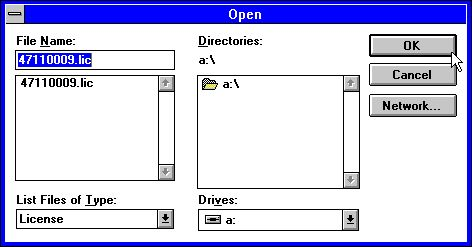 Open
File Name:
47110009.lic
47110009.lic
List Files of Type:
License
Directories:
a:\
a:\
Drives:
a:
OK
Cancel
Network...